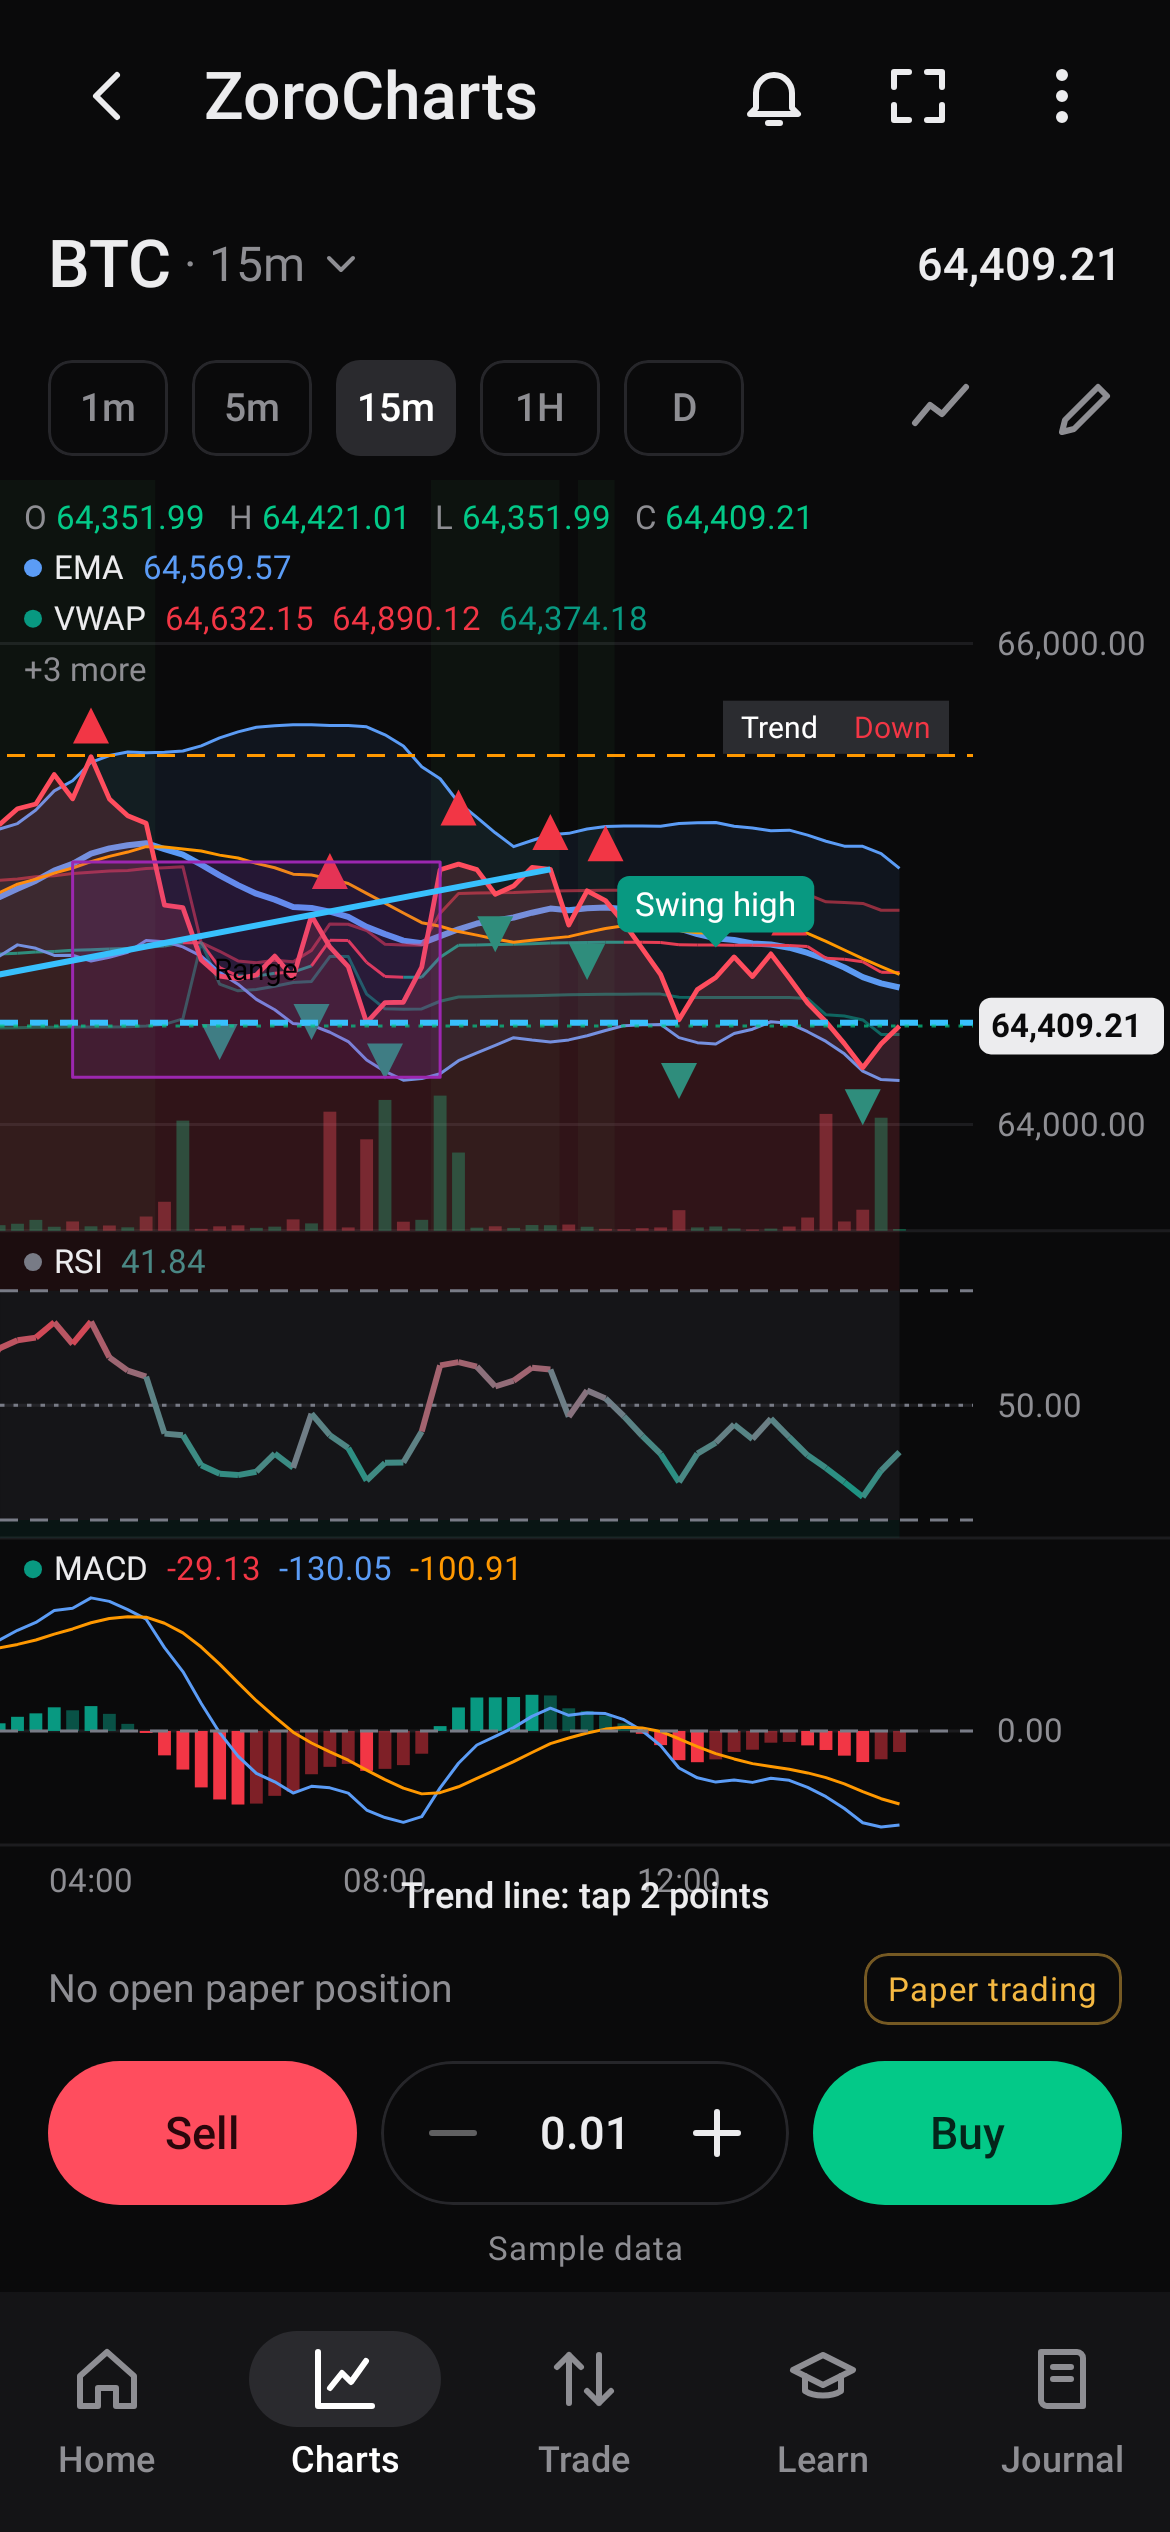 ZoroCharts
BTC · 15m
64,409.21
1m 5m 15m 1H D
O 64,351.99 H 64,421.01 L 64,351.99 C 64,409.21
EMA 64,569.57
VWAP 64,632.15 64,890.12 64,374.18
66,000.00
+3 more
Trend Down
Swing high
Range
64,409.21
64,000.00
RSI 41.84
50.00
MACD -29.13 -130.05 -100.91
0.00
04:00 08:00 12:00
Trend line: tap 2 points
No open paper position
Paper trading
Sell 0.01 Buy
Sample data
Home Charts Trade Learn Journal